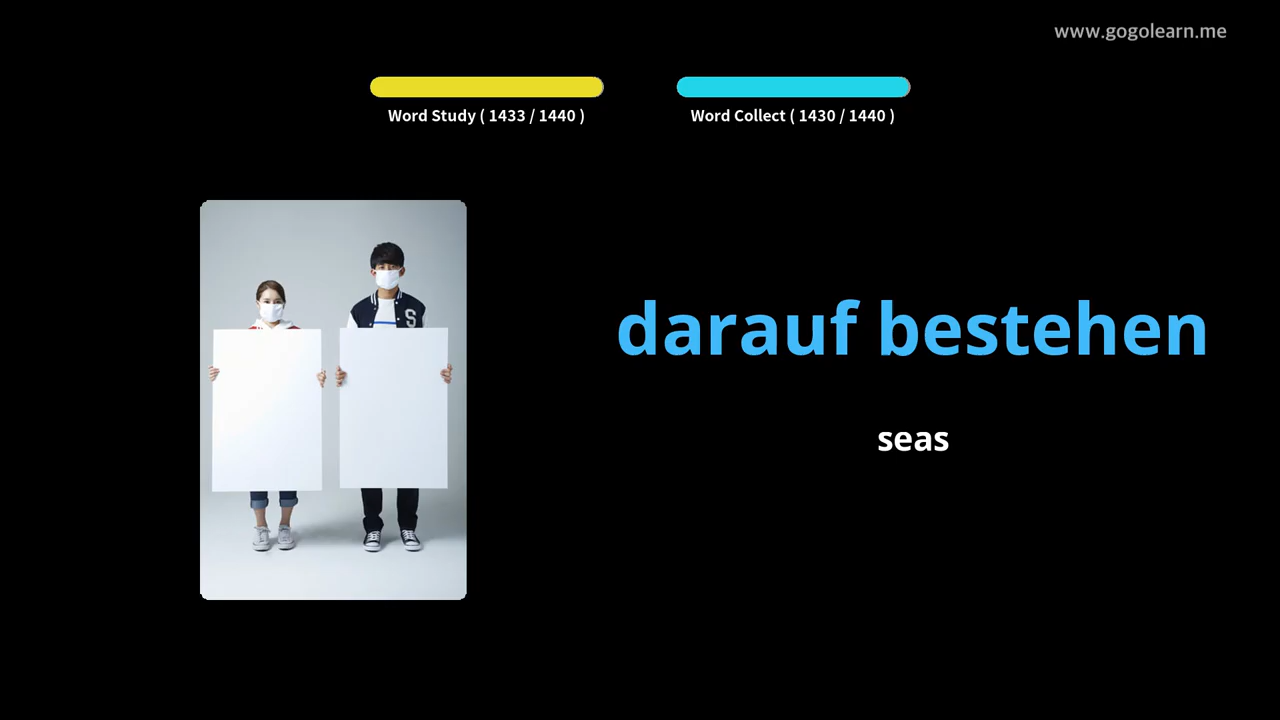 www.gogolearn.me
Word Study ( 1433 / 1440 )
Word Collect ( 1430 / 1440 )
S
darauf bestehen
seas